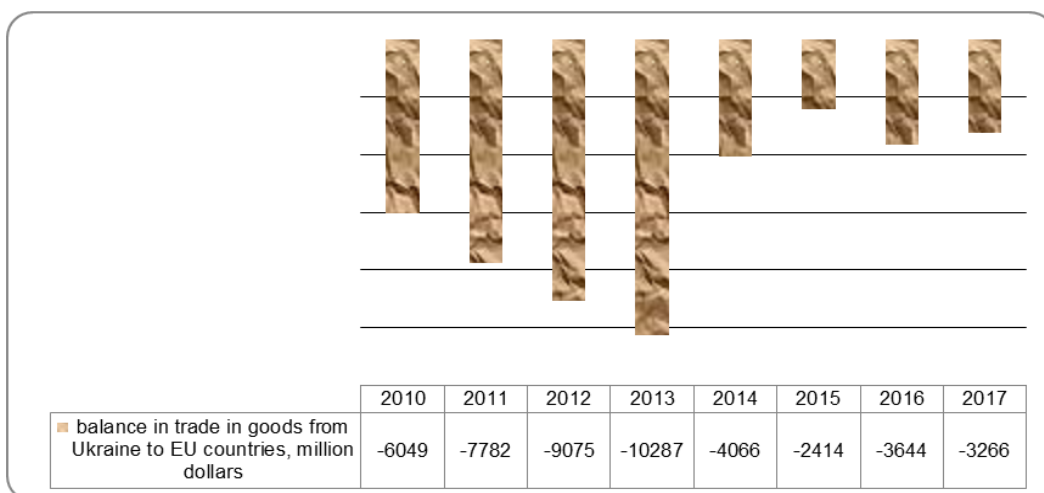 2010 2011 2012 2013 2014 2015 2016 2017
balance in trade in goods from
Ukraine to EU countries, million
dollars
-6049 -7782 -9075 -10287 -4066 -2414 -3644 -3266